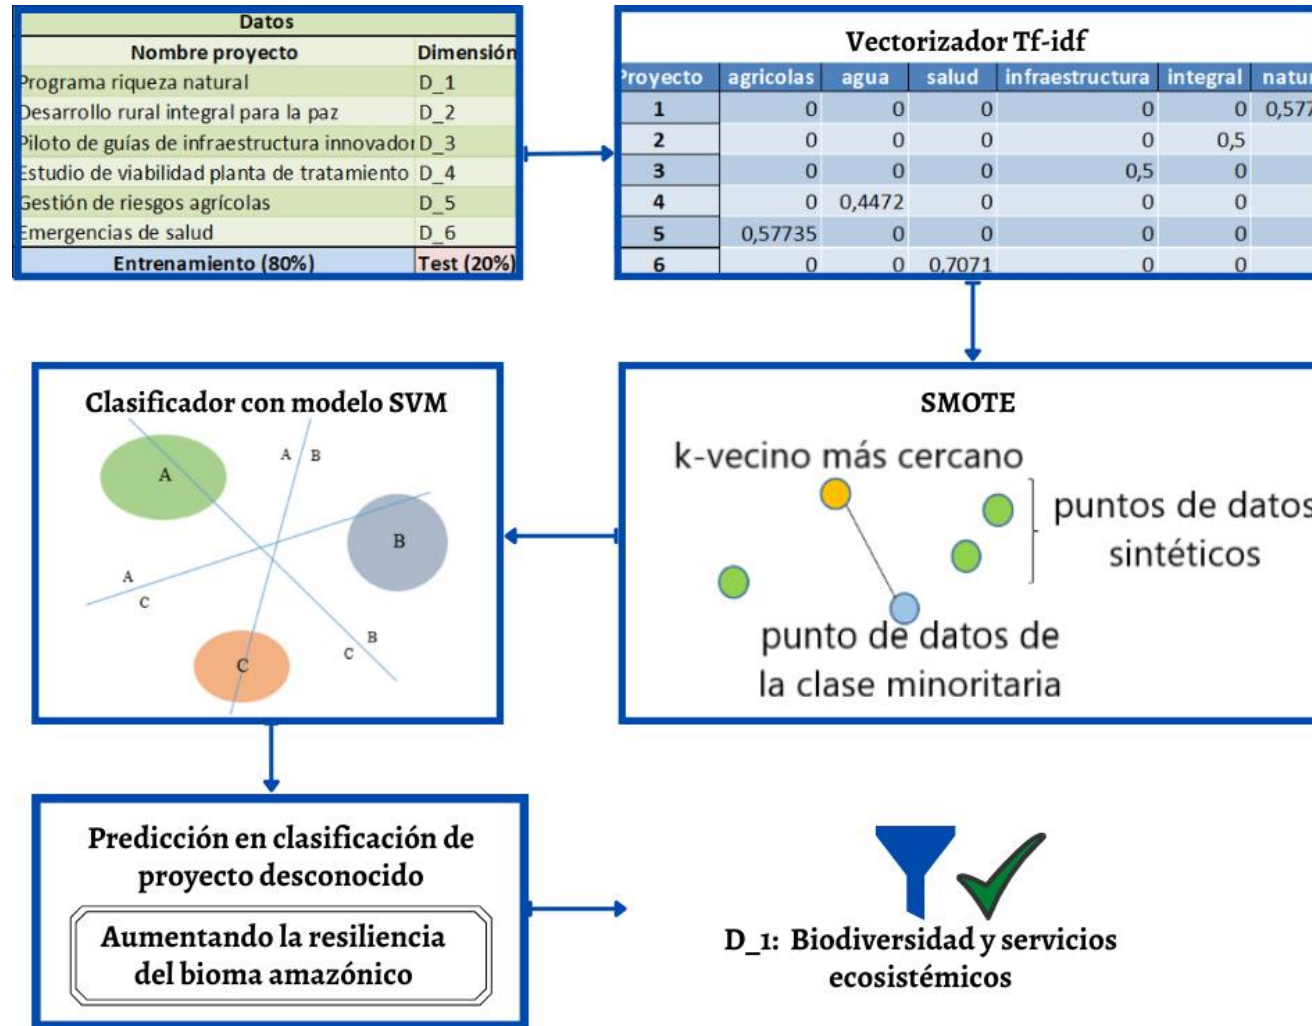 Datos
Nombre proyecto Dimensión
Programa riqueza natural D_1
Desarrollo rural integral para la paz D_2
Piloto de guías de infraestructura innovador D_3
Estudio de viabilidad planta de tratamiento D_4
Gestión de riesgos agrícolas D_5
Emergencias de salud D_6
Entrenamiento (80%) Test (20%)
Vectorizador Tf-idf
Proyecto agricolas agua salud infraestructura integral natur
1 0 0 0 0 0 0,577
2 0 0 0 0 0,5
3 0 0 0 0,5 0
4 0 0,4472 0 0 0
5 0,57735 0 0 0 0
6 0 0 0,7071 0 0
Clasificador con modelo SVM
A B
A
B
A
C
B
C
C
SMOTE
k-vecino más cercano
puntos de datos
sintéticos
punto de datos de
la clase minoritaria
Predicción en clasificación de
proyecto desconocido
Aumentando la resiliencia
del bioma amazónico
D_1: Biodiversidad y servicios
ecosistémicos